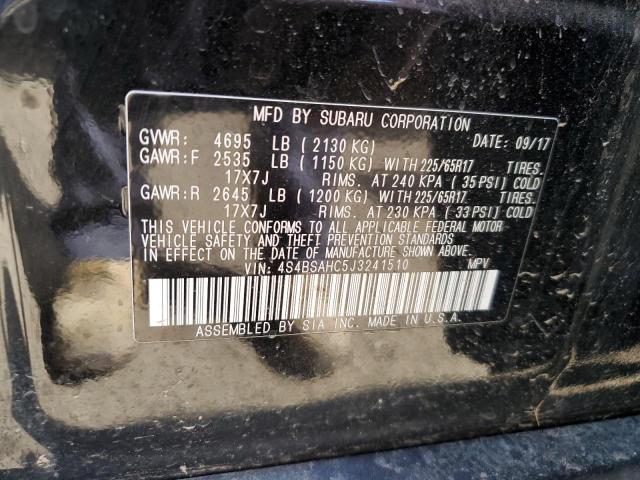 MFD BY SUBARU CORPORATION
GVWR: 4695 LB ( 2130 KG) DATE: 09/17
GAWR:F 2535 LB ( 1150 KG) WITH 225/65R17 TIRES.
17X7J RIMS. AT 240 KPA ( 35 PSI) COLD
GAWR:R 2645 LB ( 1200 KG) WITH 225/65R17 TIRES.
17X7J RIMS. AT 230 KPA ( 33 PSI) COLD
THIS VEHICLE CONFORMS TO ALL APPLICABLE FEDERAL MOTOR
VEHICLE SAFETY AND THEFT PREVENTION STANDARDS
IN EFFECT ON THE DATE OF MANUFACTURE SHOWN ABOVE.
VIN: 4S4BSAHC5J3241510 MPV
ASSEMBLED BY SIA INC. MADE IN U.S.A.